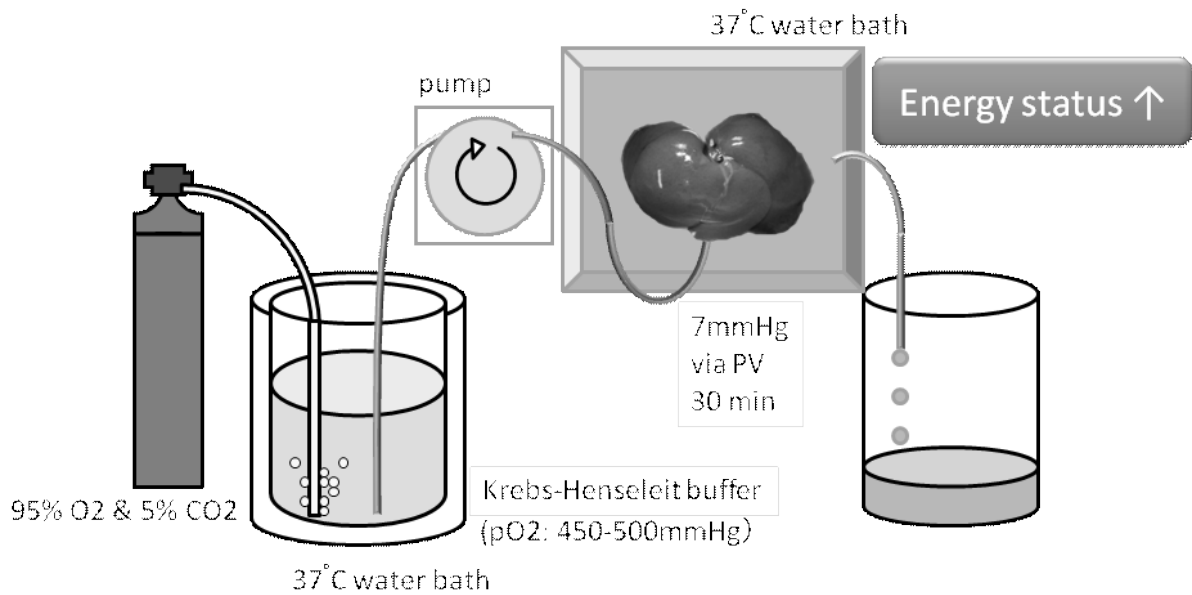 37°C water bath
pump
Energy status ↑
7mmHg
via PV
30 min
95% O2 & 5% CO2
Krebs-Henseleit buffer
(pO2: 450-500mmHg)
37°C water bath